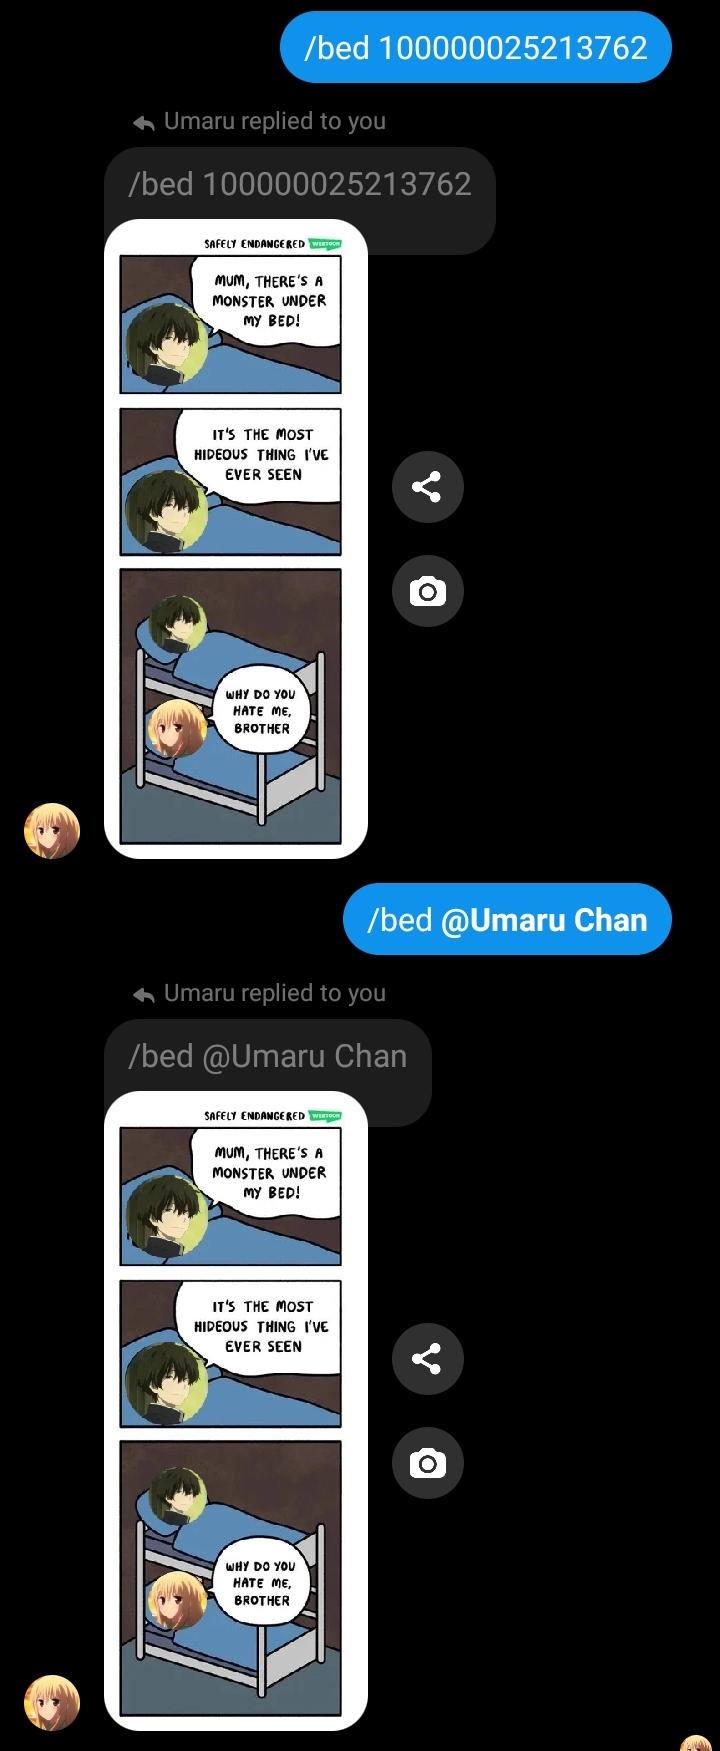 /bed 100000025213762
Umaru replied to you
/bed 100000025213762
SAFELY ENDANGERED WEBTOON
MUM, THERE'S A
MONSTER UNDER
MY BED!
IT'S THE MOST
HIDEOUS THING I'VE
EVER SEEN
WHY DO YOU
HATE ME,
BROTHER
/bed @Umaru Chan
Umaru replied to you
/bed @Umaru Chan
SAFELY ENDANGERED WEBTOON
MUM, THERE'S A
MONSTER UNDER
MY BED!
IT'S THE MOST
HIDEOUS THING I'VE
EVER SEEN
WHY DO YOU
HATE ME,
BROTHER